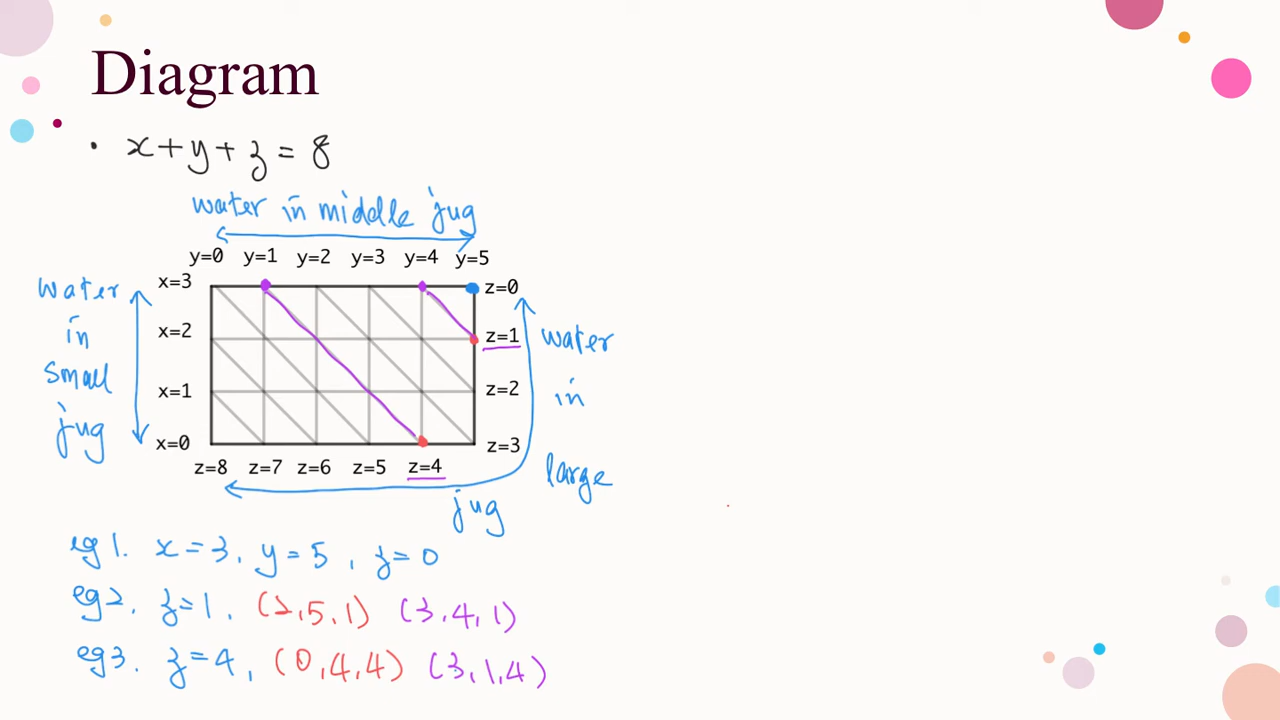 Diagram
• x+y+z = 8
water in middle jug
y=0 y=1 y=2 y=3 y=4 y=5
x=3
x=2
x=1
x=0
z=0
z=1
z=2
z=3
z=8 z=7 z=6 z=5 z=4
water
in
small
jug
water
in
large
jug
eg1. x=3, y=5, z=0
eg2. z=1, (2,5,1) (3,4,1)
eg3. z=4, (0,4,4) (3,1,4)